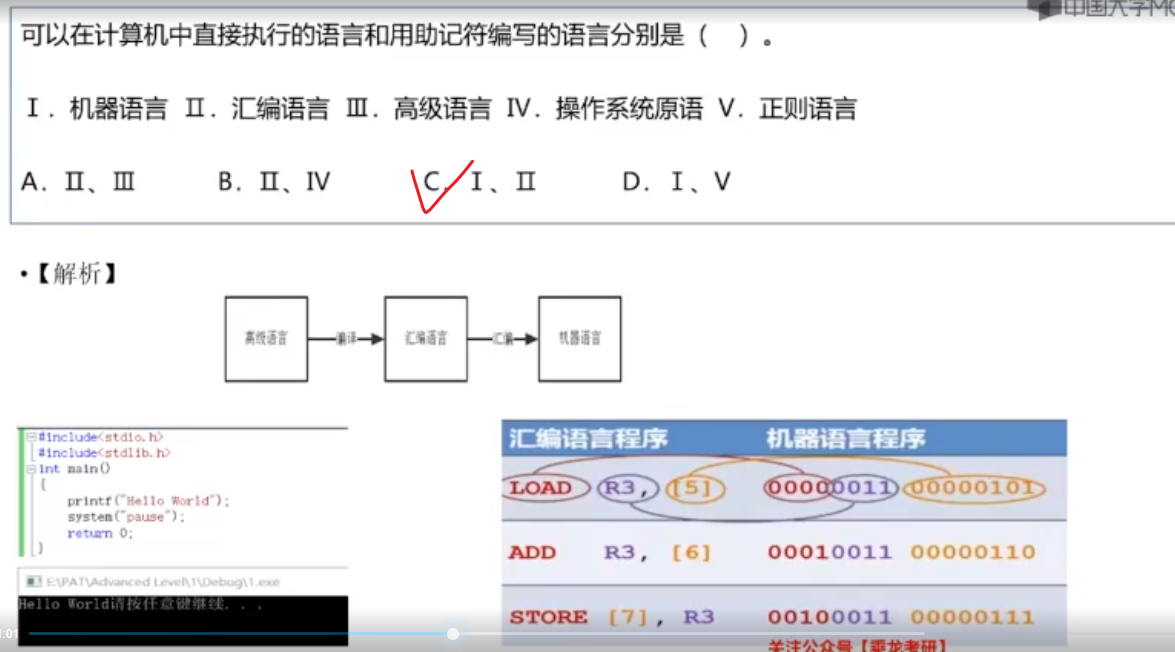 中国大学MO
可以在计算机中直接执行的语言和用助记符编写的语言分别是（ ）。
Ⅰ．机器语言 Ⅱ．汇编语言 Ⅲ．高级语言 Ⅳ．操作系统原语 Ⅴ．正则语言
A．Ⅱ、Ⅲ B．Ⅱ、Ⅳ C．Ⅰ、Ⅱ D．Ⅰ、Ⅴ
•【解析】
高级语言 编译 汇编语言 汇编 机器语言
#include<stdio.h>
#include<stdlib.h>
int main()
{
printf("Hello World");
system("pause");
return 0;
}
E:\PAT\Advanced Level\1\Debug\1.exe
Hello World请按任意键继续. . .
汇编语言程序 机器语言程序
LOAD R3, [5] 00000011 00000101
ADD R3, [6] 00010011 00000110
STORE [7], R3 00100011 00000111
1:01
关注公众号【乘龙考研】